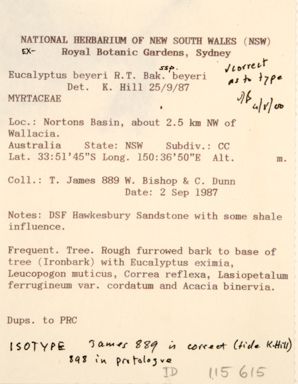 NATIONAL HERBARIUM OF NEW SOUTH WALES (NSW)
EX-
Royal Botanic Gardens, Sydney
ssp.
Eucalyptus beyeri R.T. Bak. beyeri
Det. K. Hill 25/9/87
correct
as to type
4/5/00
MYRTACEAE
Loc.: Nortons Basin, about 2.5 km NW of
Wallacia.
Australia State: NSW Subdiv.: CC
Lat. 33:51'45"S Long. 150:36'50"E Alt. m.
Coll.: T. James 889 W. Bishop & C. Dunn
Date: 2 Sep 1987
Notes: DSF Hawkesbury Sandstone with some shale
influence.
Frequent. Tree. Rough furrowed bark to base of
tree (Ironbark) with Eucalyptus eximia,
Leucopogon muticus, Correa reflexa, Lasiopetalum
ferrugineum var. cordatum and Acacia binervia.
Dups. to PRC
ISOTYPE James 889 is correct (fide K.Hill)
898 in protologue
ID 115 615